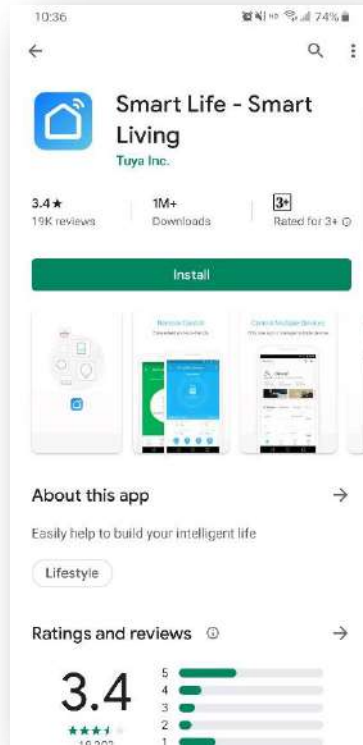 10:36
74%
Smart Life - Smart
Living
Tuya Inc.
3.4★ 1M+ 3+
19K reviews Downloads Rated for 3+
Install
Remote Control
Control Multiple Devices
About this app
Easily help to build your intelligent life
Lifestyle
Ratings and reviews
3.4
5
4
3
2
1